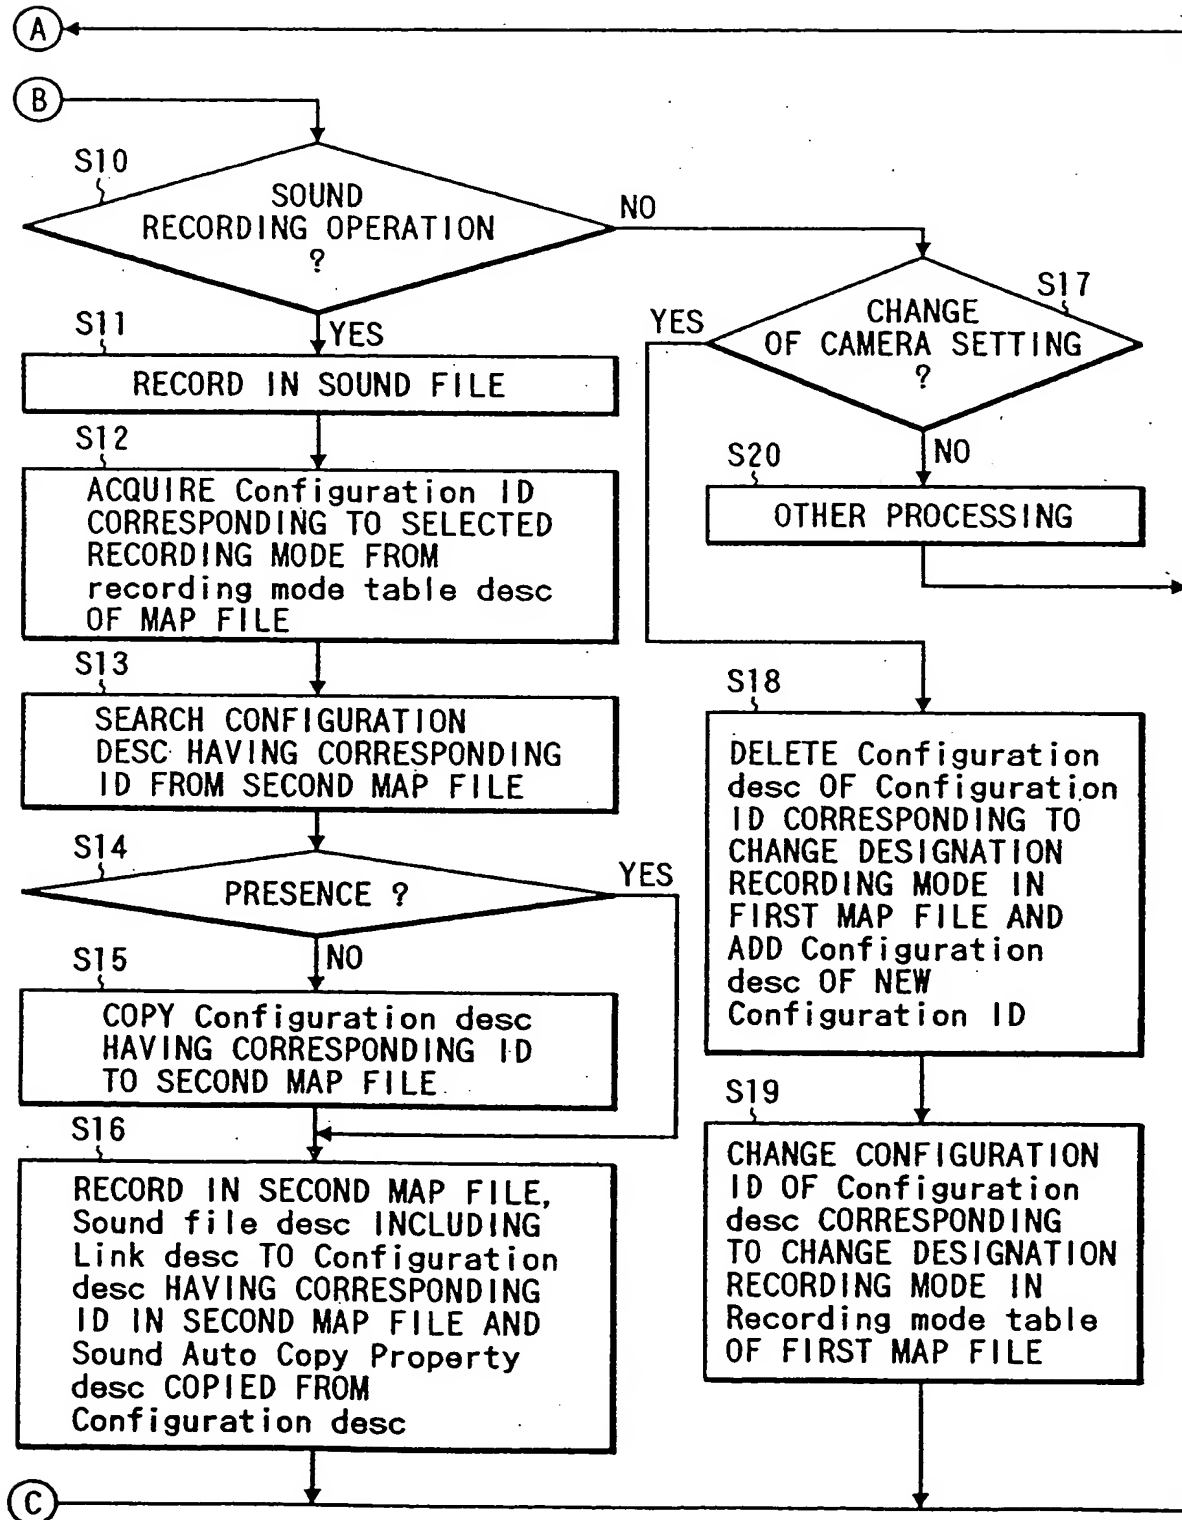 A
B
S10
SOUND
RECORDING OPERATION
?
NO
YES
S11
RECORD IN SOUND FILE
S12
ACQUIRE Configuration ID
CORRESPONDING TO SELECTED
RECORDING MODE FROM
recording mode table desc
OF MAP FILE
S13
SEARCH CONFIGURATION
DESC HAVING CORRESPONDING
ID FROM SECOND MAP FILE
S14
PRESENCE ?
YES
NO
S15
COPY Configuration desc
HAVING CORRESPONDING ID
TO SECOND MAP FILE
S16
RECORD IN SECOND MAP FILE,
Sound file desc INCLUDING
Link desc TO Configuration
desc HAVING CORRESPONDING
ID IN SECOND MAP FILE AND
Sound Auto Copy Property
desc COPIED FROM
Configuration desc
S17
CHANGE
OF CAMERA SETTING
?
YES
NO
S20
OTHER PROCESSING
S18
DELETE Configuration
desc OF Configuration
ID CORRESPONDING TO
CHANGE DESIGNATION
RECORDING MODE IN
FIRST MAP FILE AND
ADD Configuration
desc OF NEW
Configuration ID
S19
CHANGE CONFIGURATION
ID OF Configuration
desc CORRESPONDING
TO CHANGE DESIGNATION
RECORDING MODE IN
Recording mode table
OF FIRST MAP FILE
C